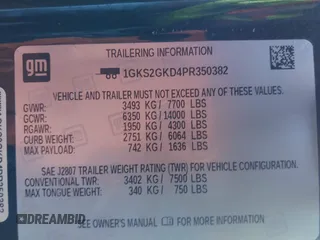 gm
TRAILERING INFORMATION
1GKS2GKD4PR350382
VEHICLE AND TRAILER MUST NOT EXCEED ANY OF THESE
GVWR: 3493 KG/ 7700 LBS
GCWR: 6350 KG/ 14000 LBS
RGAWR: 1950 KG/ 4300 LBS
CURB WEIGHT: 2751 KG/ 6064 LBS
MAX PAYLOAD: 742 KG/ 1636 LBS
SAE J2807 TRAILER WEIGHT RATING (TWR) FOR VEHICLE CONFIGURATION.
CONVENTIONAL TWR: 3402 KG/ 7500 LBS
MAX TONGUE WEIGHT: 340 KG/ 750 LBS
SEE OWNER'S MANUAL FOR MORE INFORMATION
DREAMBID